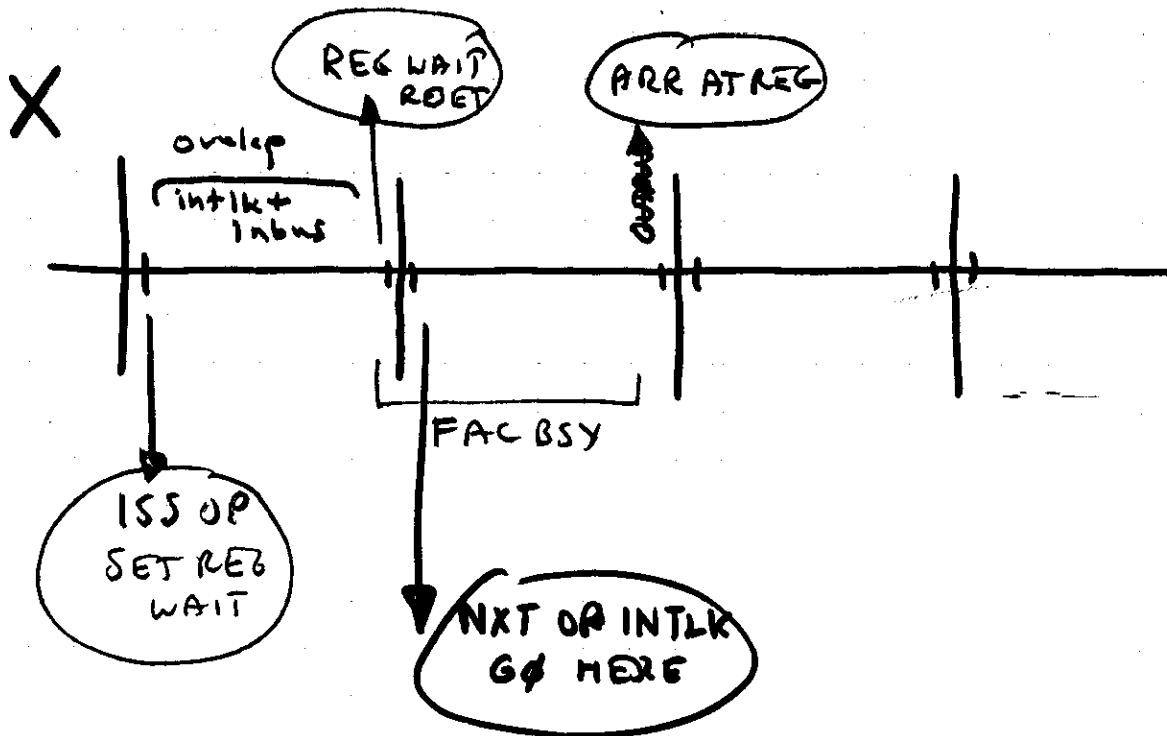 X
REG WAIT
RDET
ARR AT REG
overlap
intlk +
inbus
FAC BSY
ISS OP
SET REG
WAIT
NXT OP INTLK
GØ HERE